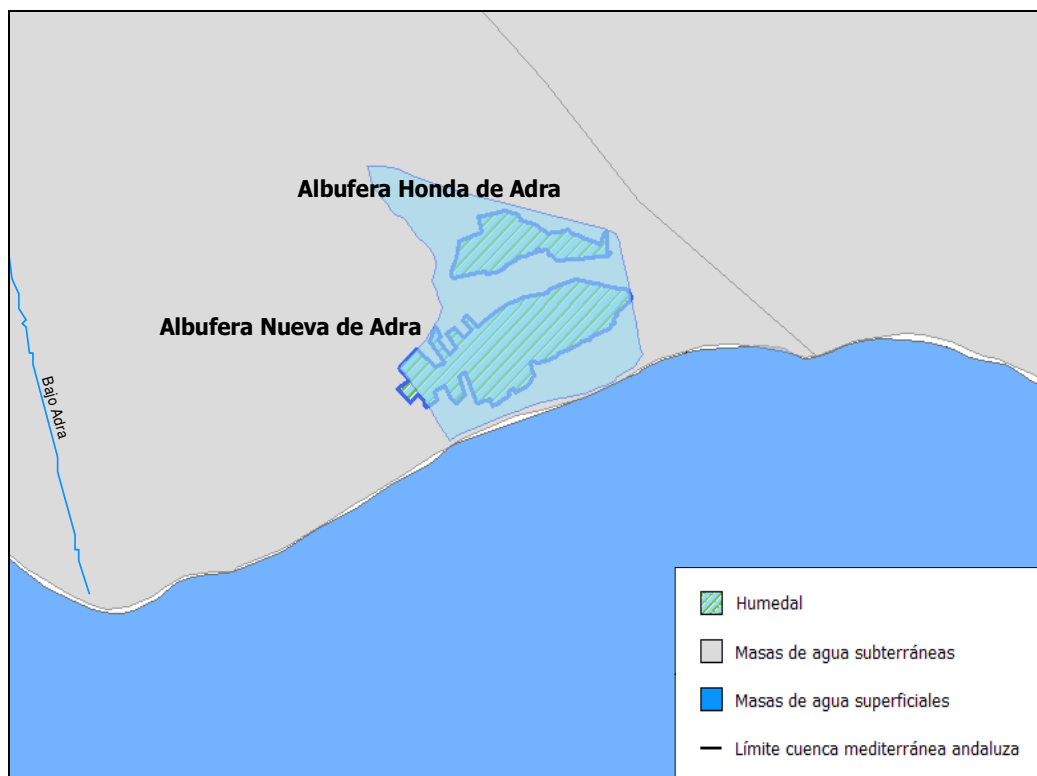 Albufera Honda de Adra
Albufera Nueva de Adra
Bajo Adra
Humedal
Masas de agua subterráneas
Masas de agua superficiales
Límite cuenca mediterránea andaluza